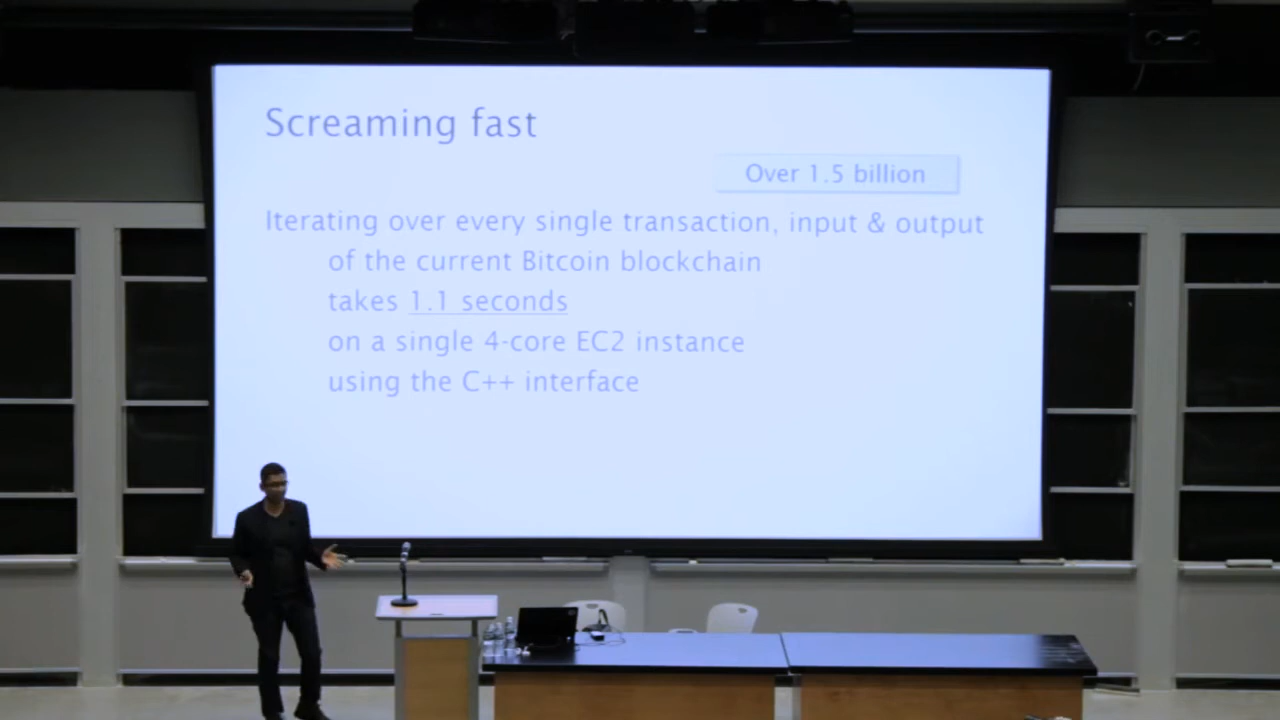 Screaming fast
Over 1.5 billion
Iterating over every single transaction, input & output
of the current Bitcoin blockchain
takes 1.1 seconds
on a single 4-core EC2 instance
using the C++ interface